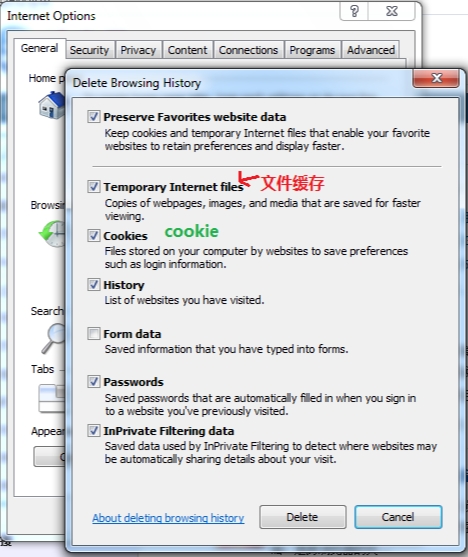 Internet Options
General Security Privacy Content Connections Programs Advanced
Home p
Delete Browsing History
Preserve Favorites website data
Keep cookies and temporary Internet files that enable your favorite
websites to retain preferences and display faster.
Temporary Internet files 文件缓存
Copies of webpages, images, and media that are saved for faster
viewing.
Browsin
Cookies cookie
Files stored on your computer by websites to save preferences
such as login information.
History
List of websites you have visited.
Search
Form data
Saved information that you have typed into forms.
Tabs
Passwords
Saved passwords that are automatically filled in when you sign in
to a website you've previously visited.
Appear
InPrivate Filtering data
Saved data used by InPrivate Filtering to detect where websites may
be automatically sharing details about your visit.
About deleting browsing history Delete Cancel